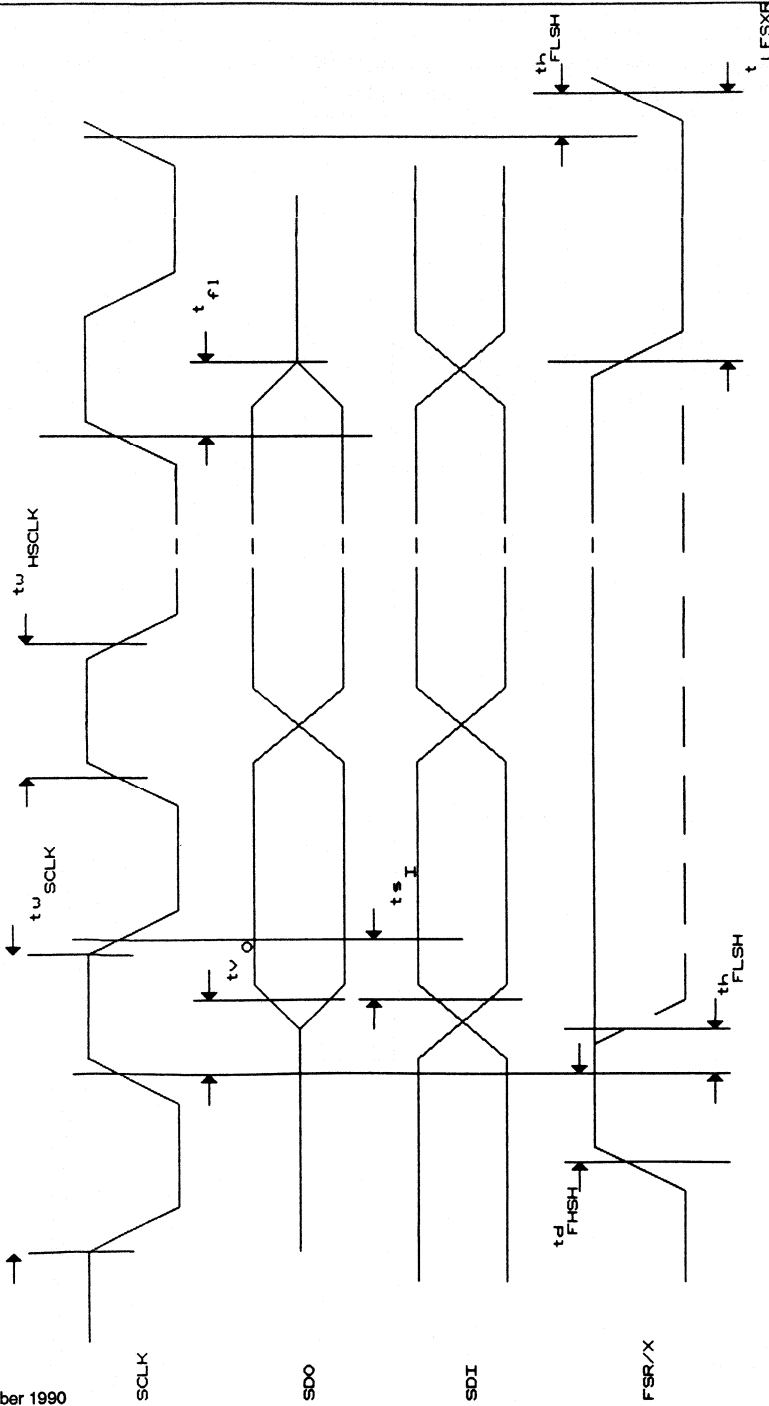 th FLSH
t LFSXR
t f1
tw HSCLK
tw SCLK
ts I
tv O
th FLSH
td FHSH
SCLK
SDO
SDI
FSR/X
ber 1990